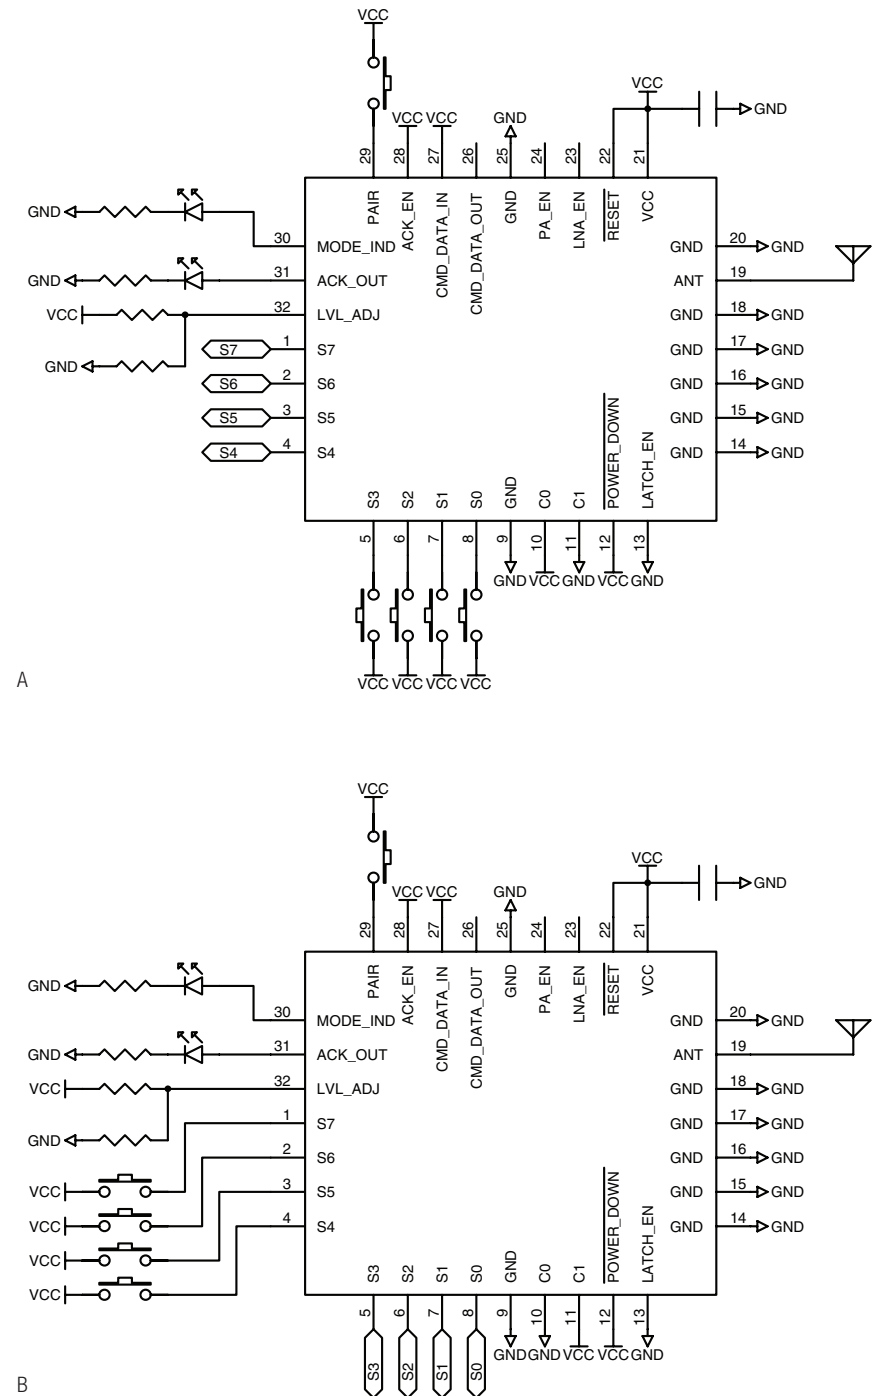 VCC
VCC VCC GND VCC GND
29 28 27 26 25 24 23 22 21
PAIR ACK_EN CMD_DATA_IN CMD_DATA_OUT GND PA_EN LNA_EN RESET VCC
GND 30 MODE_IND GND 20 GND
GND 31 ACK_OUT ANT 19
VCC 32 LVL_ADJ GND 18 GND
S7 1 S7 GND 17 GND
GND
S6 2 S6 GND 16 GND
S5 3 S5 GND 15 GND
S4 4 S4 GND 14 GND
S3 S2 S1 S0 GND C0 C1 POWER_DOWN LATCH_EN
5 6 7 8 9 10 11 12 13
GND VCC GND VCC GND
VCC VCC VCC VCC
A
VCC
VCC VCC GND VCC GND
29 28 27 26 25 24 23 22 21
PAIR ACK_EN CMD_DATA_IN CMD_DATA_OUT GND PA_EN LNA_EN RESET VCC
GND 30 MODE_IND GND 20 GND
GND 31 ACK_OUT ANT 19
VCC 32 LVL_ADJ GND 18 GND
1 S7 GND 17 GND
GND
2 S6 GND 16 GND
VCC 3 S5 GND 15 GND
VCC 4 S4 GND 14 GND
VCC
VCC
S3 S2 S1 S0 GND C0 C1 POWER_DOWN LATCH_EN
5 6 7 8 9 10 11 12 13
S3 S2 S1 S0 GND GND VCC VCC GND
B